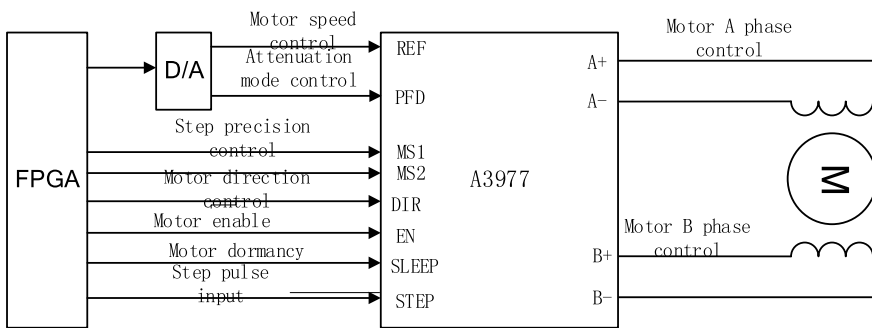 Motor speed
control
Attenuation
mode control
Step precision
control
Motor direction
control
Motor enable
Motor dormancy
Step pulse
input
FPGA
D/A
REF
PFD
MS1
MS2
DIR
EN
SLEEP
STEP
A3977
A+
A-
B+
B-
Motor A phase
control
Motor B phase
control
M